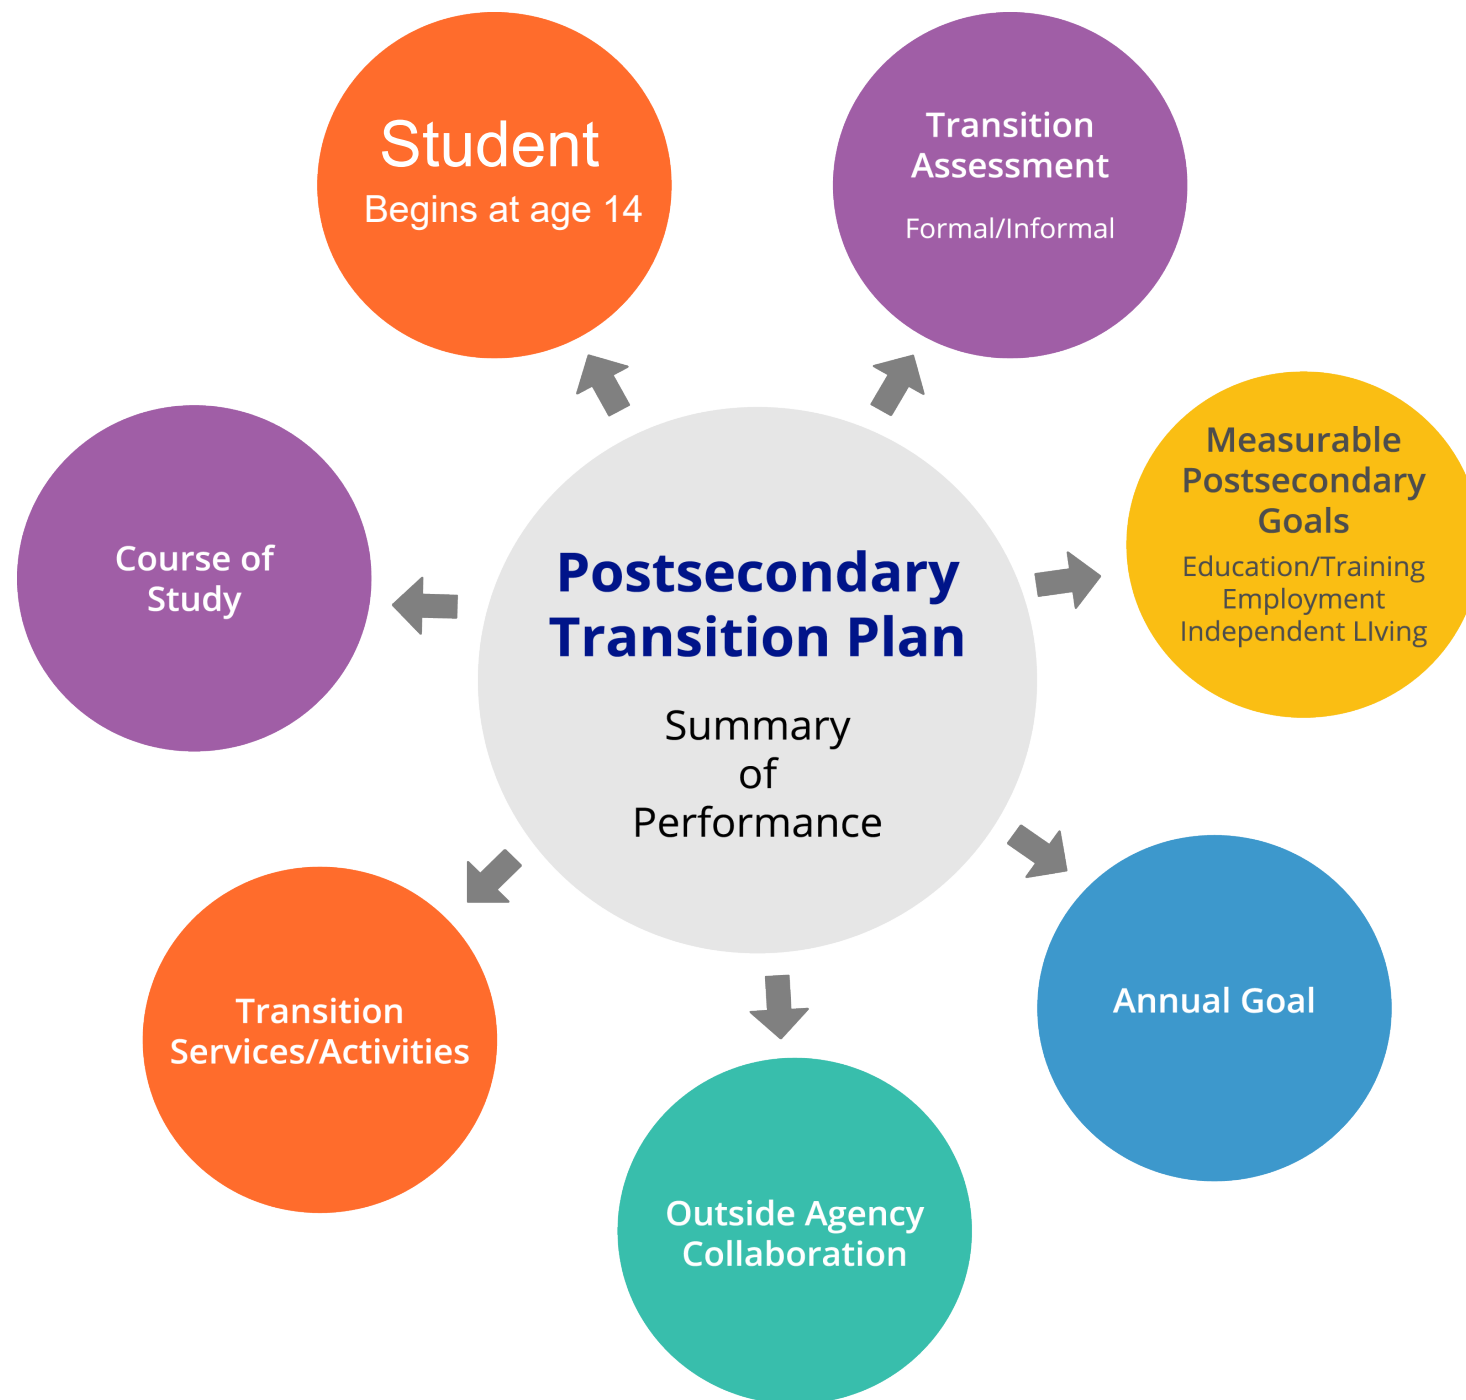 Student
Begins at age 14
Transition
Assessment
Formal/Informal
Measurable
Postsecondary
Goals
Education/Training
Employment
Independent LIving
Course of
Study
Postsecondary
Transition Plan
Summary
of
Performance
Annual Goal
Transition
Services/Activities
Outside Agency
Collaboration